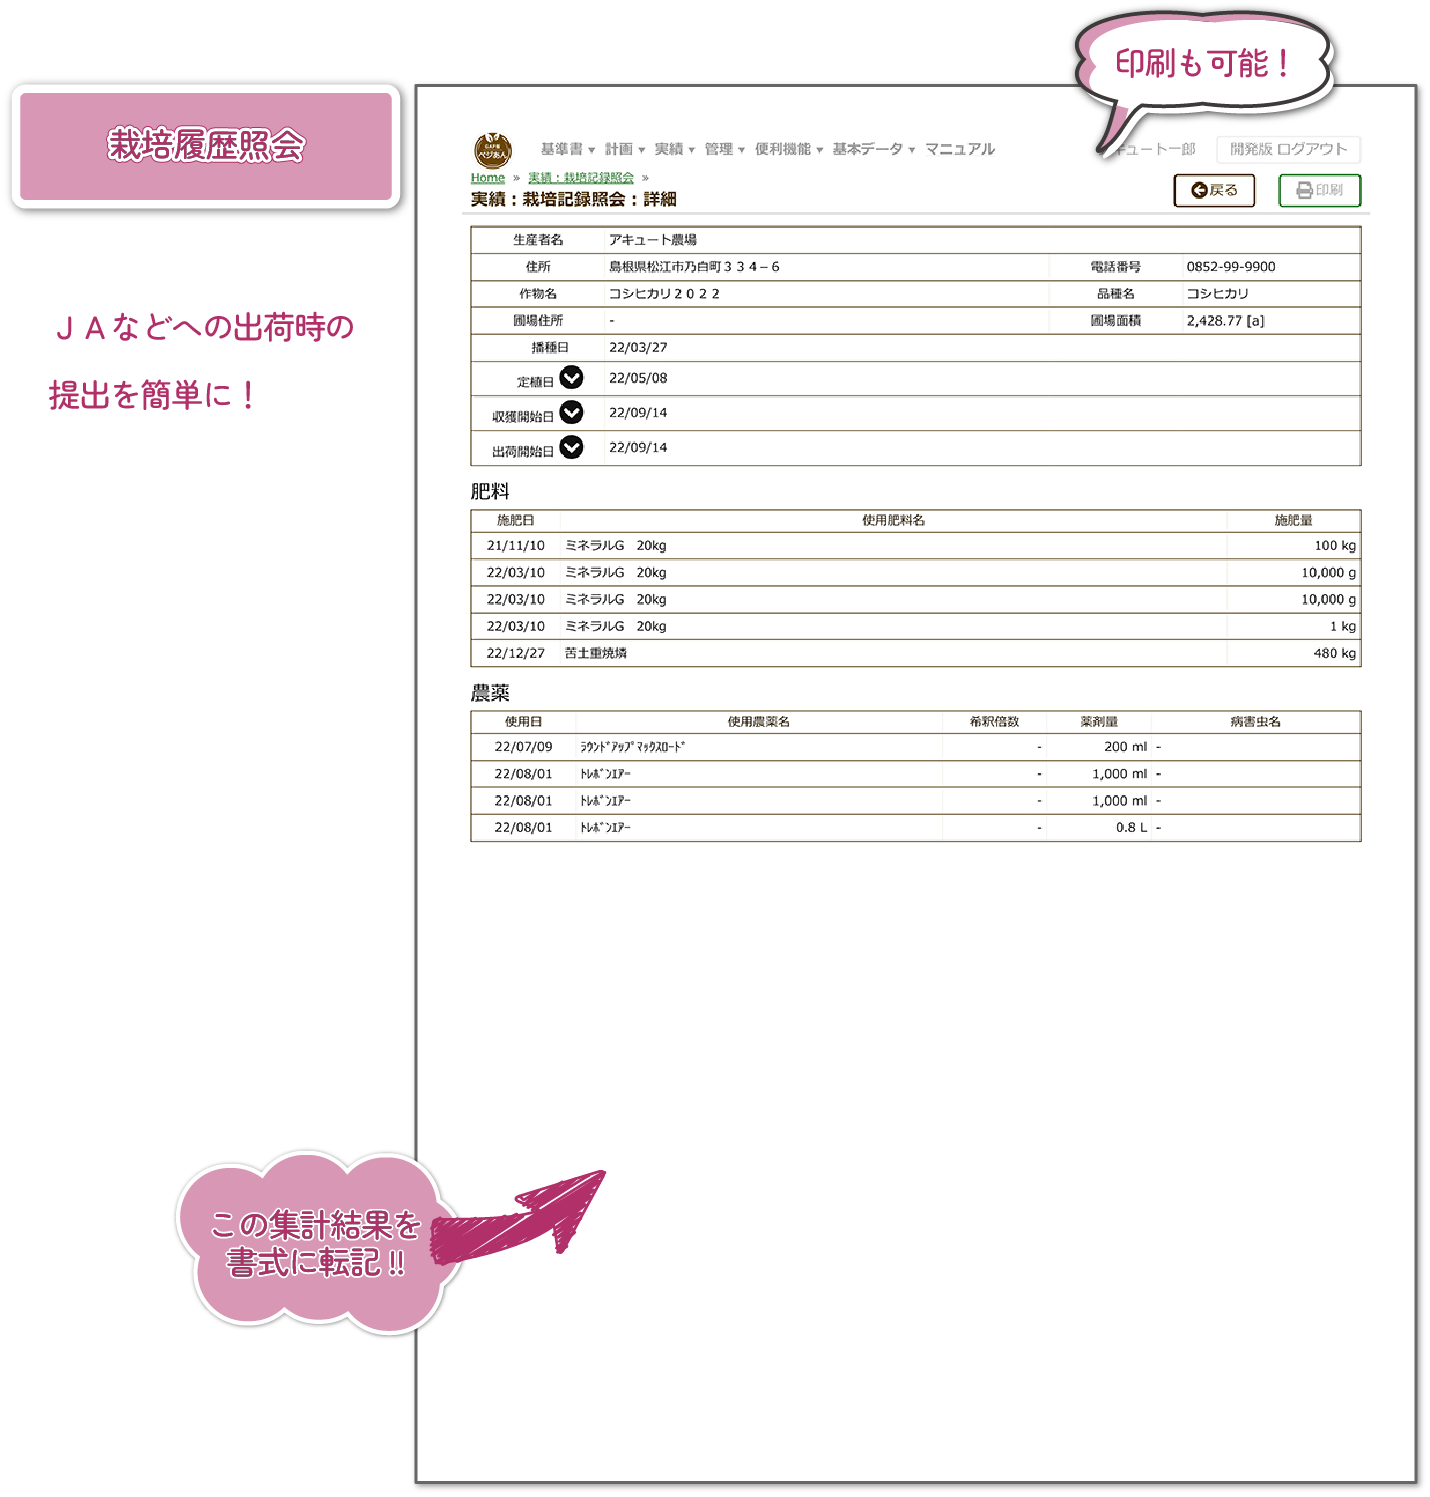 印刷も可能！
栽培履歴照会
ＪＡなどへの出荷時の
提出を簡単に！
べじあん
基準書▼ 計画▼ 実績▼ 管理▼ 便利機能▼ 基本データ▼ マニュアル
キュート一郎 開発版 ログアウト
Home » 実績：栽培記録照会 »
実績：栽培記録照会：詳細
戻る 印刷
生産者名 アキュート農場
住所 島根県松江市乃白町３３４−６ 電話番号 0852-99-9900
作物名 コシヒカリ２０２２ 品種名 コシヒカリ
圃場住所 - 圃場面積 2,428.77 [a]
播種日 22/03/27
定植日 22/05/08
収獲開始日 22/09/14
出荷開始日 22/09/14
肥料
施肥日 使用肥料名 施肥量
21/11/10 ミネラルG　20kg 100 kg
22/03/10 ミネラルG　20kg 10,000 g
22/03/10 ミネラルG　20kg 10,000 g
22/03/10 ミネラルG　20kg 1 kg
22/12/27 苦土重焼燐 480 kg
農薬
使用日 使用農薬名 希釈倍数 薬剤量 病害虫名
22/07/09 ﾗｳﾝﾄﾞｱｯﾌﾟﾏｯｸｽﾛｰﾄﾞ - 200 ml -
22/08/01 ﾄﾚﾎﾞﾝｴｱｰ - 1,000 ml -
22/08/01 ﾄﾚﾎﾞﾝｴｱｰ - 1,000 ml -
22/08/01 ﾄﾚﾎﾞﾝｴｱｰ - 0.8 L -
この集計結果を
書式に転記!!